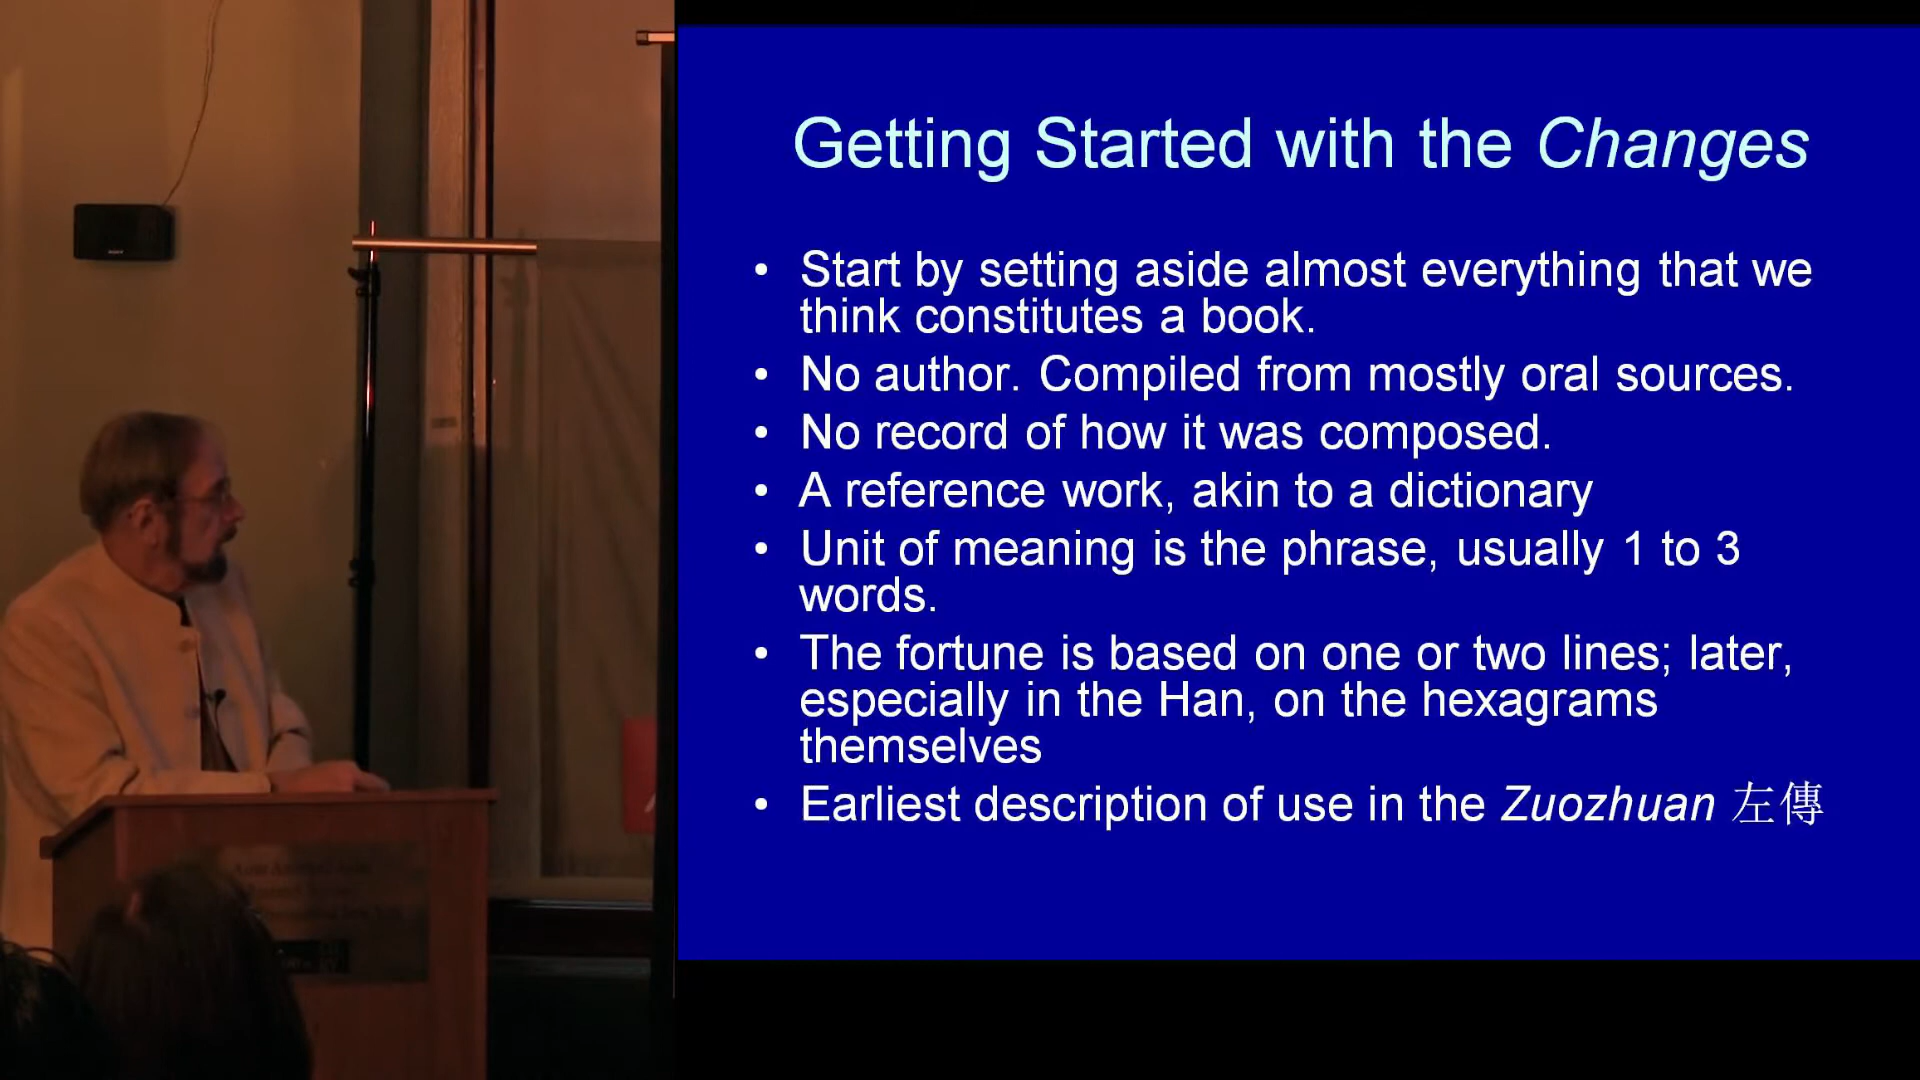 Getting Started with the Changes
• Start by setting aside almost everything that we
think constitutes a book.
• No author. Compiled from mostly oral sources.
• No record of how it was composed.
• A reference work, akin to a dictionary
• Unit of meaning is the phrase, usually 1 to 3
words.
• The fortune is based on one or two lines; later,
especially in the Han, on the hexagrams
themselves
• Earliest description of use in the Zuozhuan 左傳